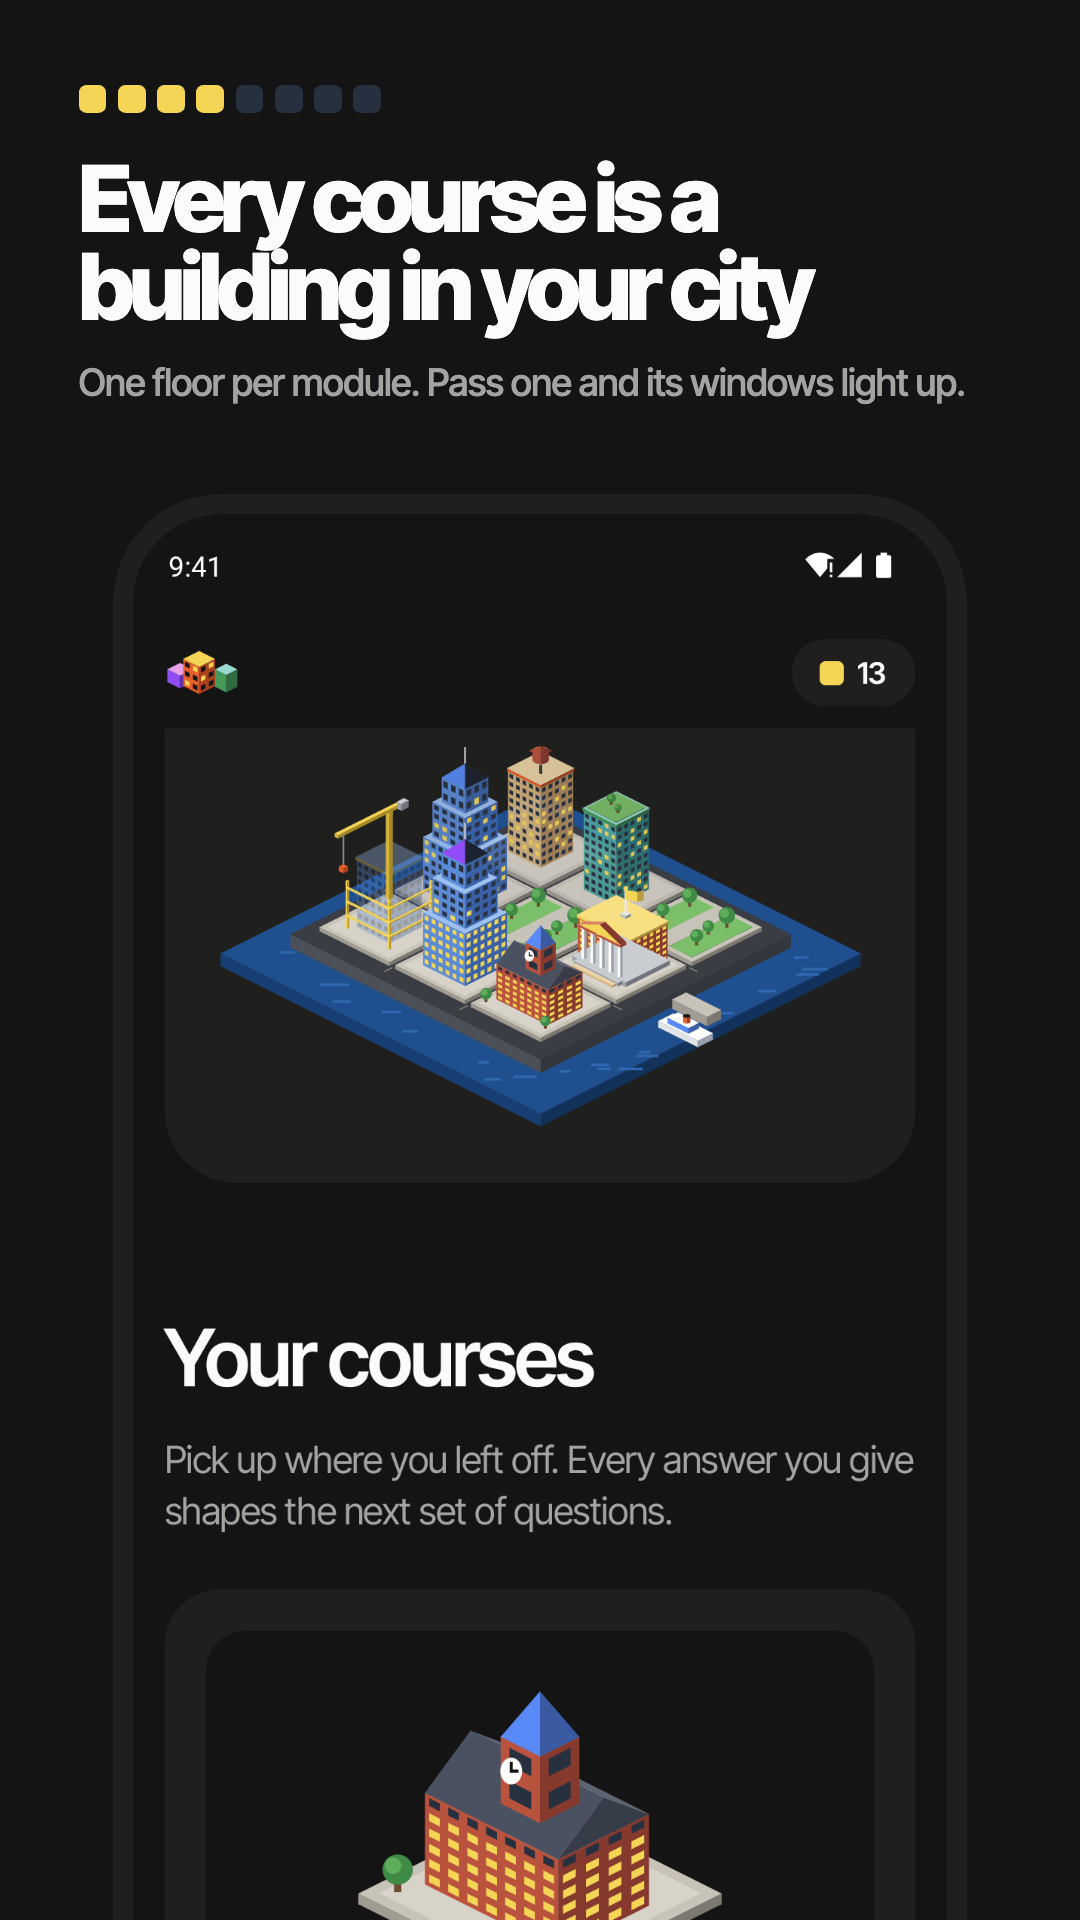 Every course is a
building in your city
One floor per module. Pass one and its windows light up.
9:41
13
Your courses
Pick up where you left off. Every answer you give
shapes the next set of questions.